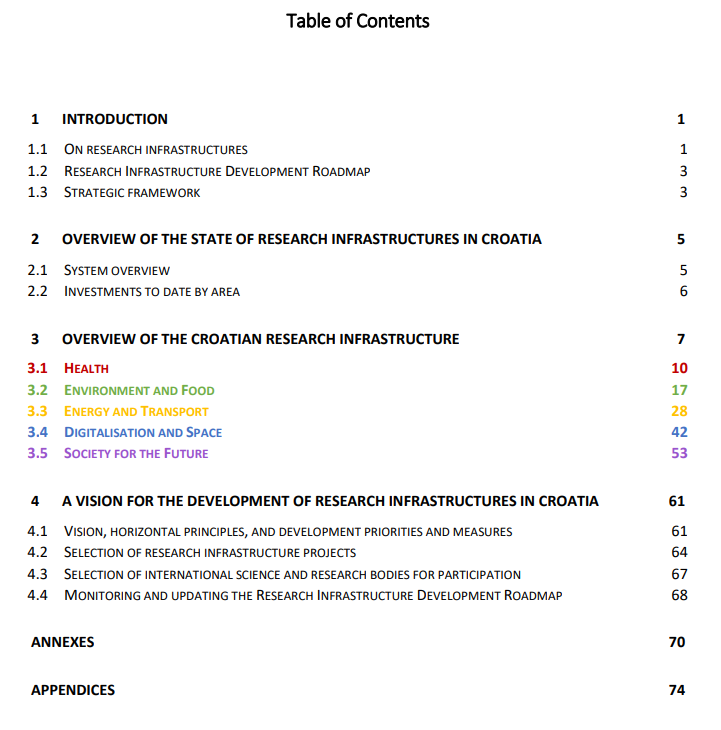 Table of Contents
1 INTRODUCTION 1
1.1 ON RESEARCH INFRASTRUCTURES 1
1.2 RESEARCH INFRASTRUCTURE DEVELOPMENT ROADMAP 3
1.3 STRATEGIC FRAMEWORK 3
2 OVERVIEW OF THE STATE OF RESEARCH INFRASTRUCTURES IN CROATIA 5
2.1 SYSTEM OVERVIEW 5
2.2 INVESTMENTS TO DATE BY AREA 6
3 OVERVIEW OF THE CROATIAN RESEARCH INFRASTRUCTURE 7
3.1 HEALTH 10
3.2 ENVIRONMENT AND FOOD 17
3.3 ENERGY AND TRANSPORT 28
3.4 DIGITALISATION AND SPACE 42
3.5 SOCIETY FOR THE FUTURE 53
4 A VISION FOR THE DEVELOPMENT OF RESEARCH INFRASTRUCTURES IN CROATIA 61
4.1 VISION, HORIZONTAL PRINCIPLES, AND DEVELOPMENT PRIORITIES AND MEASURES 61
4.2 SELECTION OF RESEARCH INFRASTRUCTURE PROJECTS 64
4.3 SELECTION OF INTERNATIONAL SCIENCE AND RESEARCH BODIES FOR PARTICIPATION 67
4.4 MONITORING AND UPDATING THE RESEARCH INFRASTRUCTURE DEVELOPMENT ROADMAP 68
ANNEXES 70
APPENDICES 74